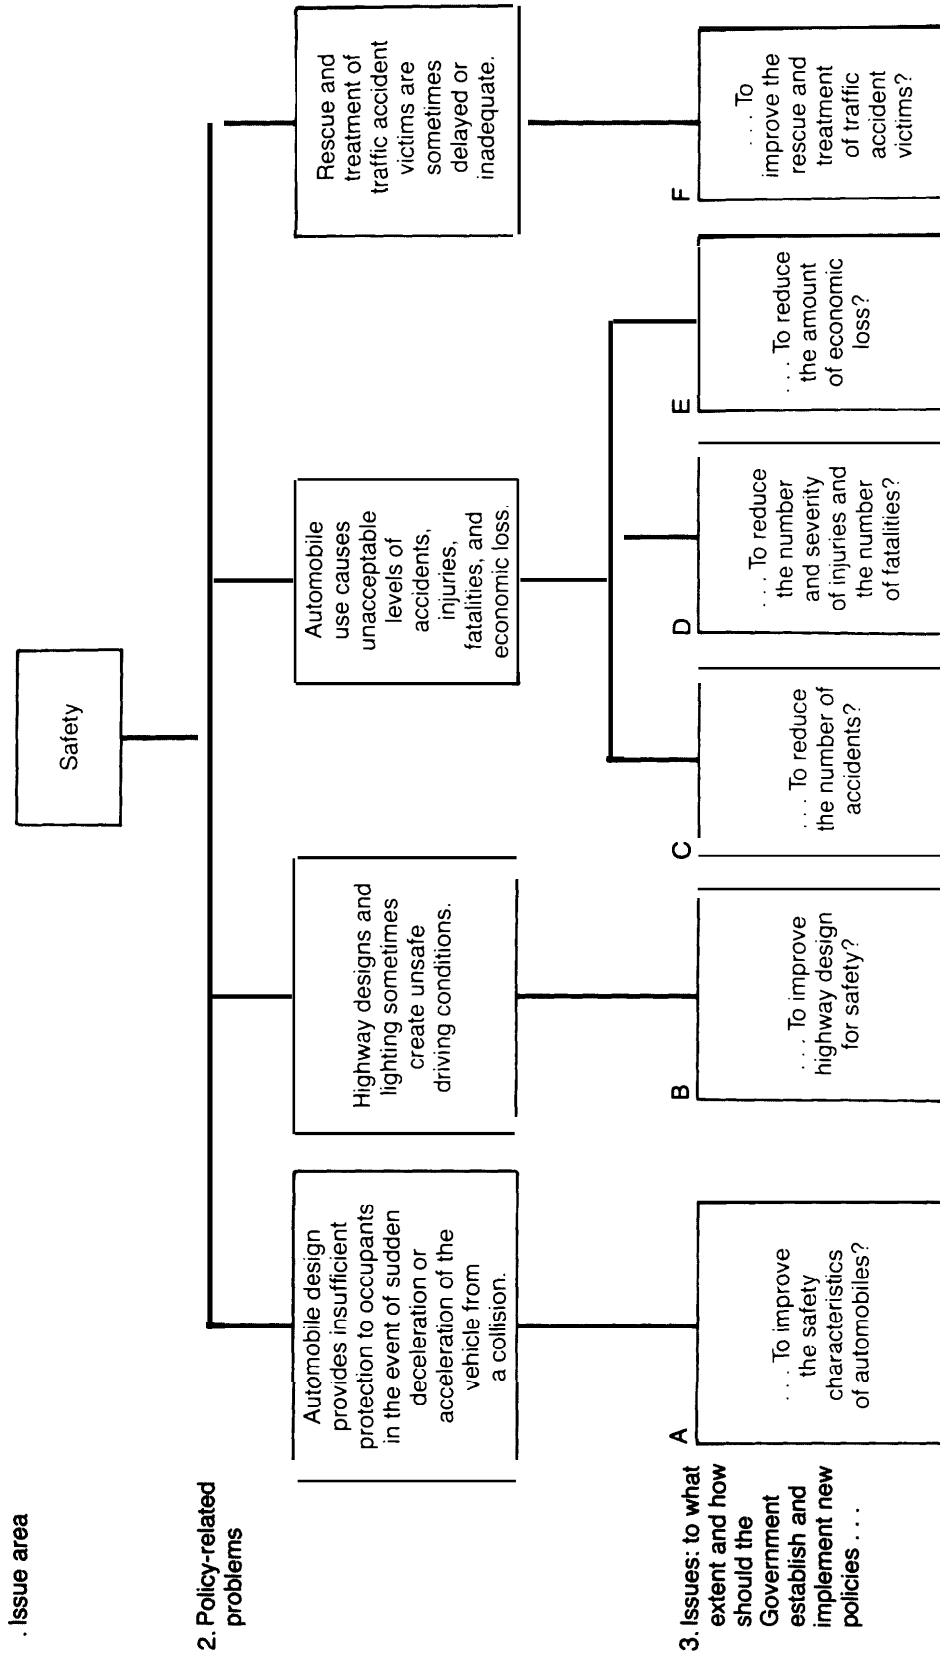 . Issue area
Safety
2. Policy-related
problems
Automobile design
provides insufficient
protection to occupants
in the event of sudden
deceleration or
acceleration of the
vehicle from
a collision.
Highway designs and
lighting sometimes
create unsafe
driving conditions.
Automobile
use causes
unacceptable
levels of
accidents,
injuries,
fatalities, and
economic loss.
Rescue and
treatment of
traffic accident
victims are
sometimes
delayed or
inadequate.
3. Issues: to what
extent and how
should the
Government
establish and
implement new
policies . . .
A
. . . . To improve
the safety
characteristics
of automobiles?
B
. . . . To improve
highway design
for safety?
C
. . . . To reduce
the number of
accidents?
D
. . . . To reduce
the number
and severity
of injuries and
the number
of fatalities?
E
. . . . To reduce
the amount
of economic
loss?
F
. . . . To
improve the
rescue and
treatment
of traffic
accident
victims?